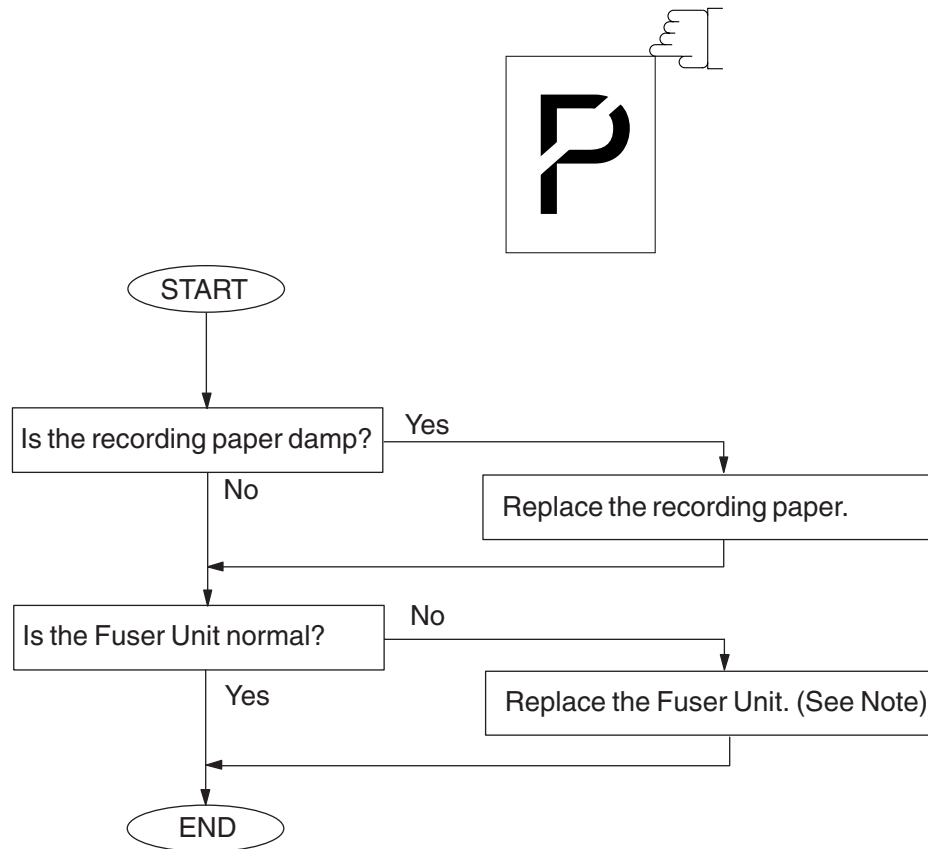 P
START
Is the recording paper damp?
Yes
No
Replace the recording paper.
Is the Fuser Unit normal?
No
Yes
Replace the Fuser Unit. (See Note)
END